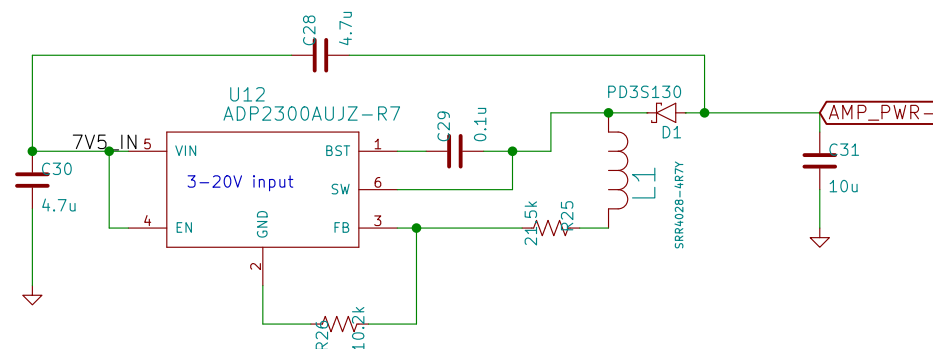 C28
4.7u
U12
ADP2300AUJZ-R7
PD3S130
D1
AMP_PWR-
7V5_IN
5
VIN
BST
1
C29
0.1u
C30
4.7u
3-20V input
SW
6
4
EN
GND
FB
3
2
21.5k
R25
L1
SRR4028-4R7Y
C31
10u
R26
10.2k